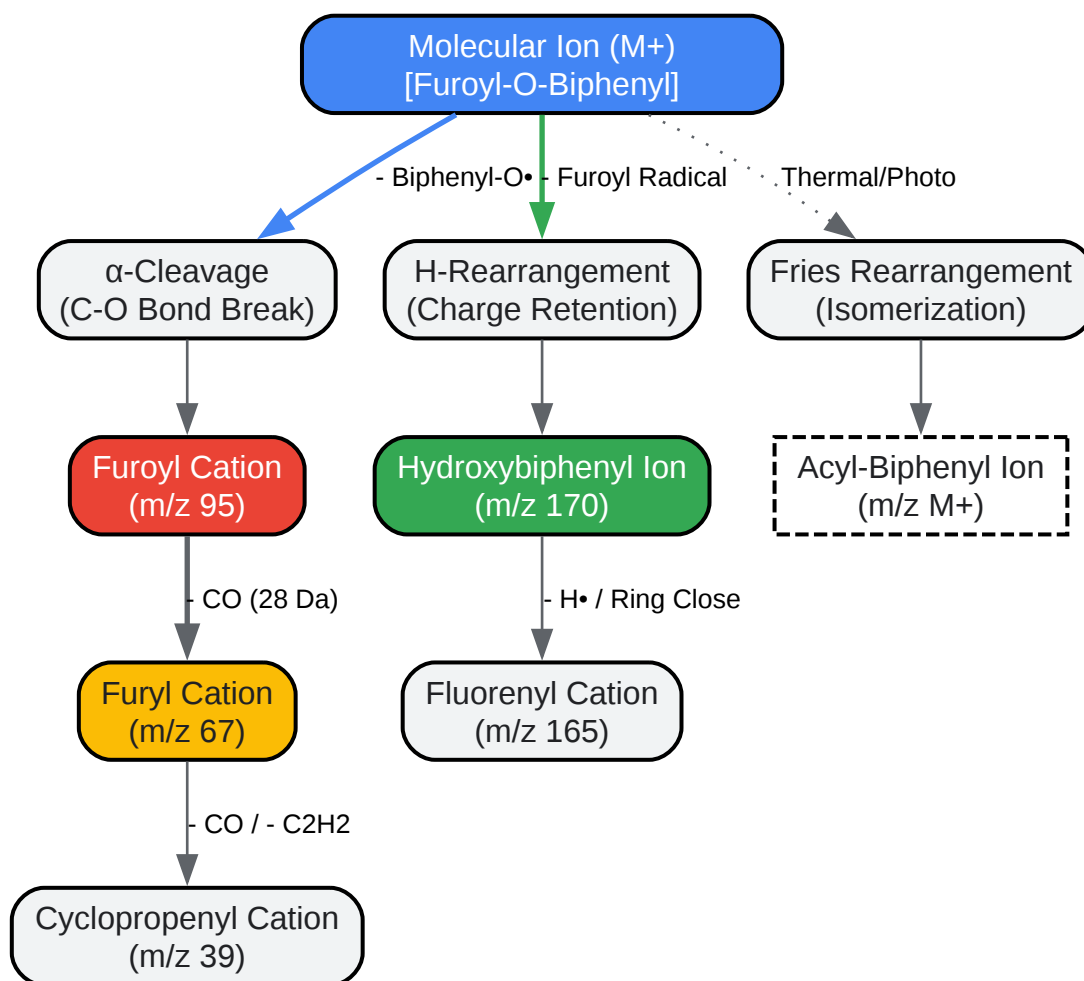 Molecular Ion (M+)
[Furoyl-O-Biphenyl]
- Biphenyl-O•
- Furoyl Radical
Thermal/Photo
α-Cleavage
(C-O Bond Break)
H-Rearrangement
(Charge Retention)
Fries Rearrangement
(Isomerization)
Furoyl Cation
(m/z 95)
Hydroxybiphenyl Ion
(m/z 170)
Acyl-Biphenyl Ion
(m/z M+)
- CO (28 Da)
- H• / Ring Close
Furyl Cation
(m/z 67)
Fluorenyl Cation
(m/z 165)
- CO / - C2H2
Cyclopropenyl Cation
(m/z 39)